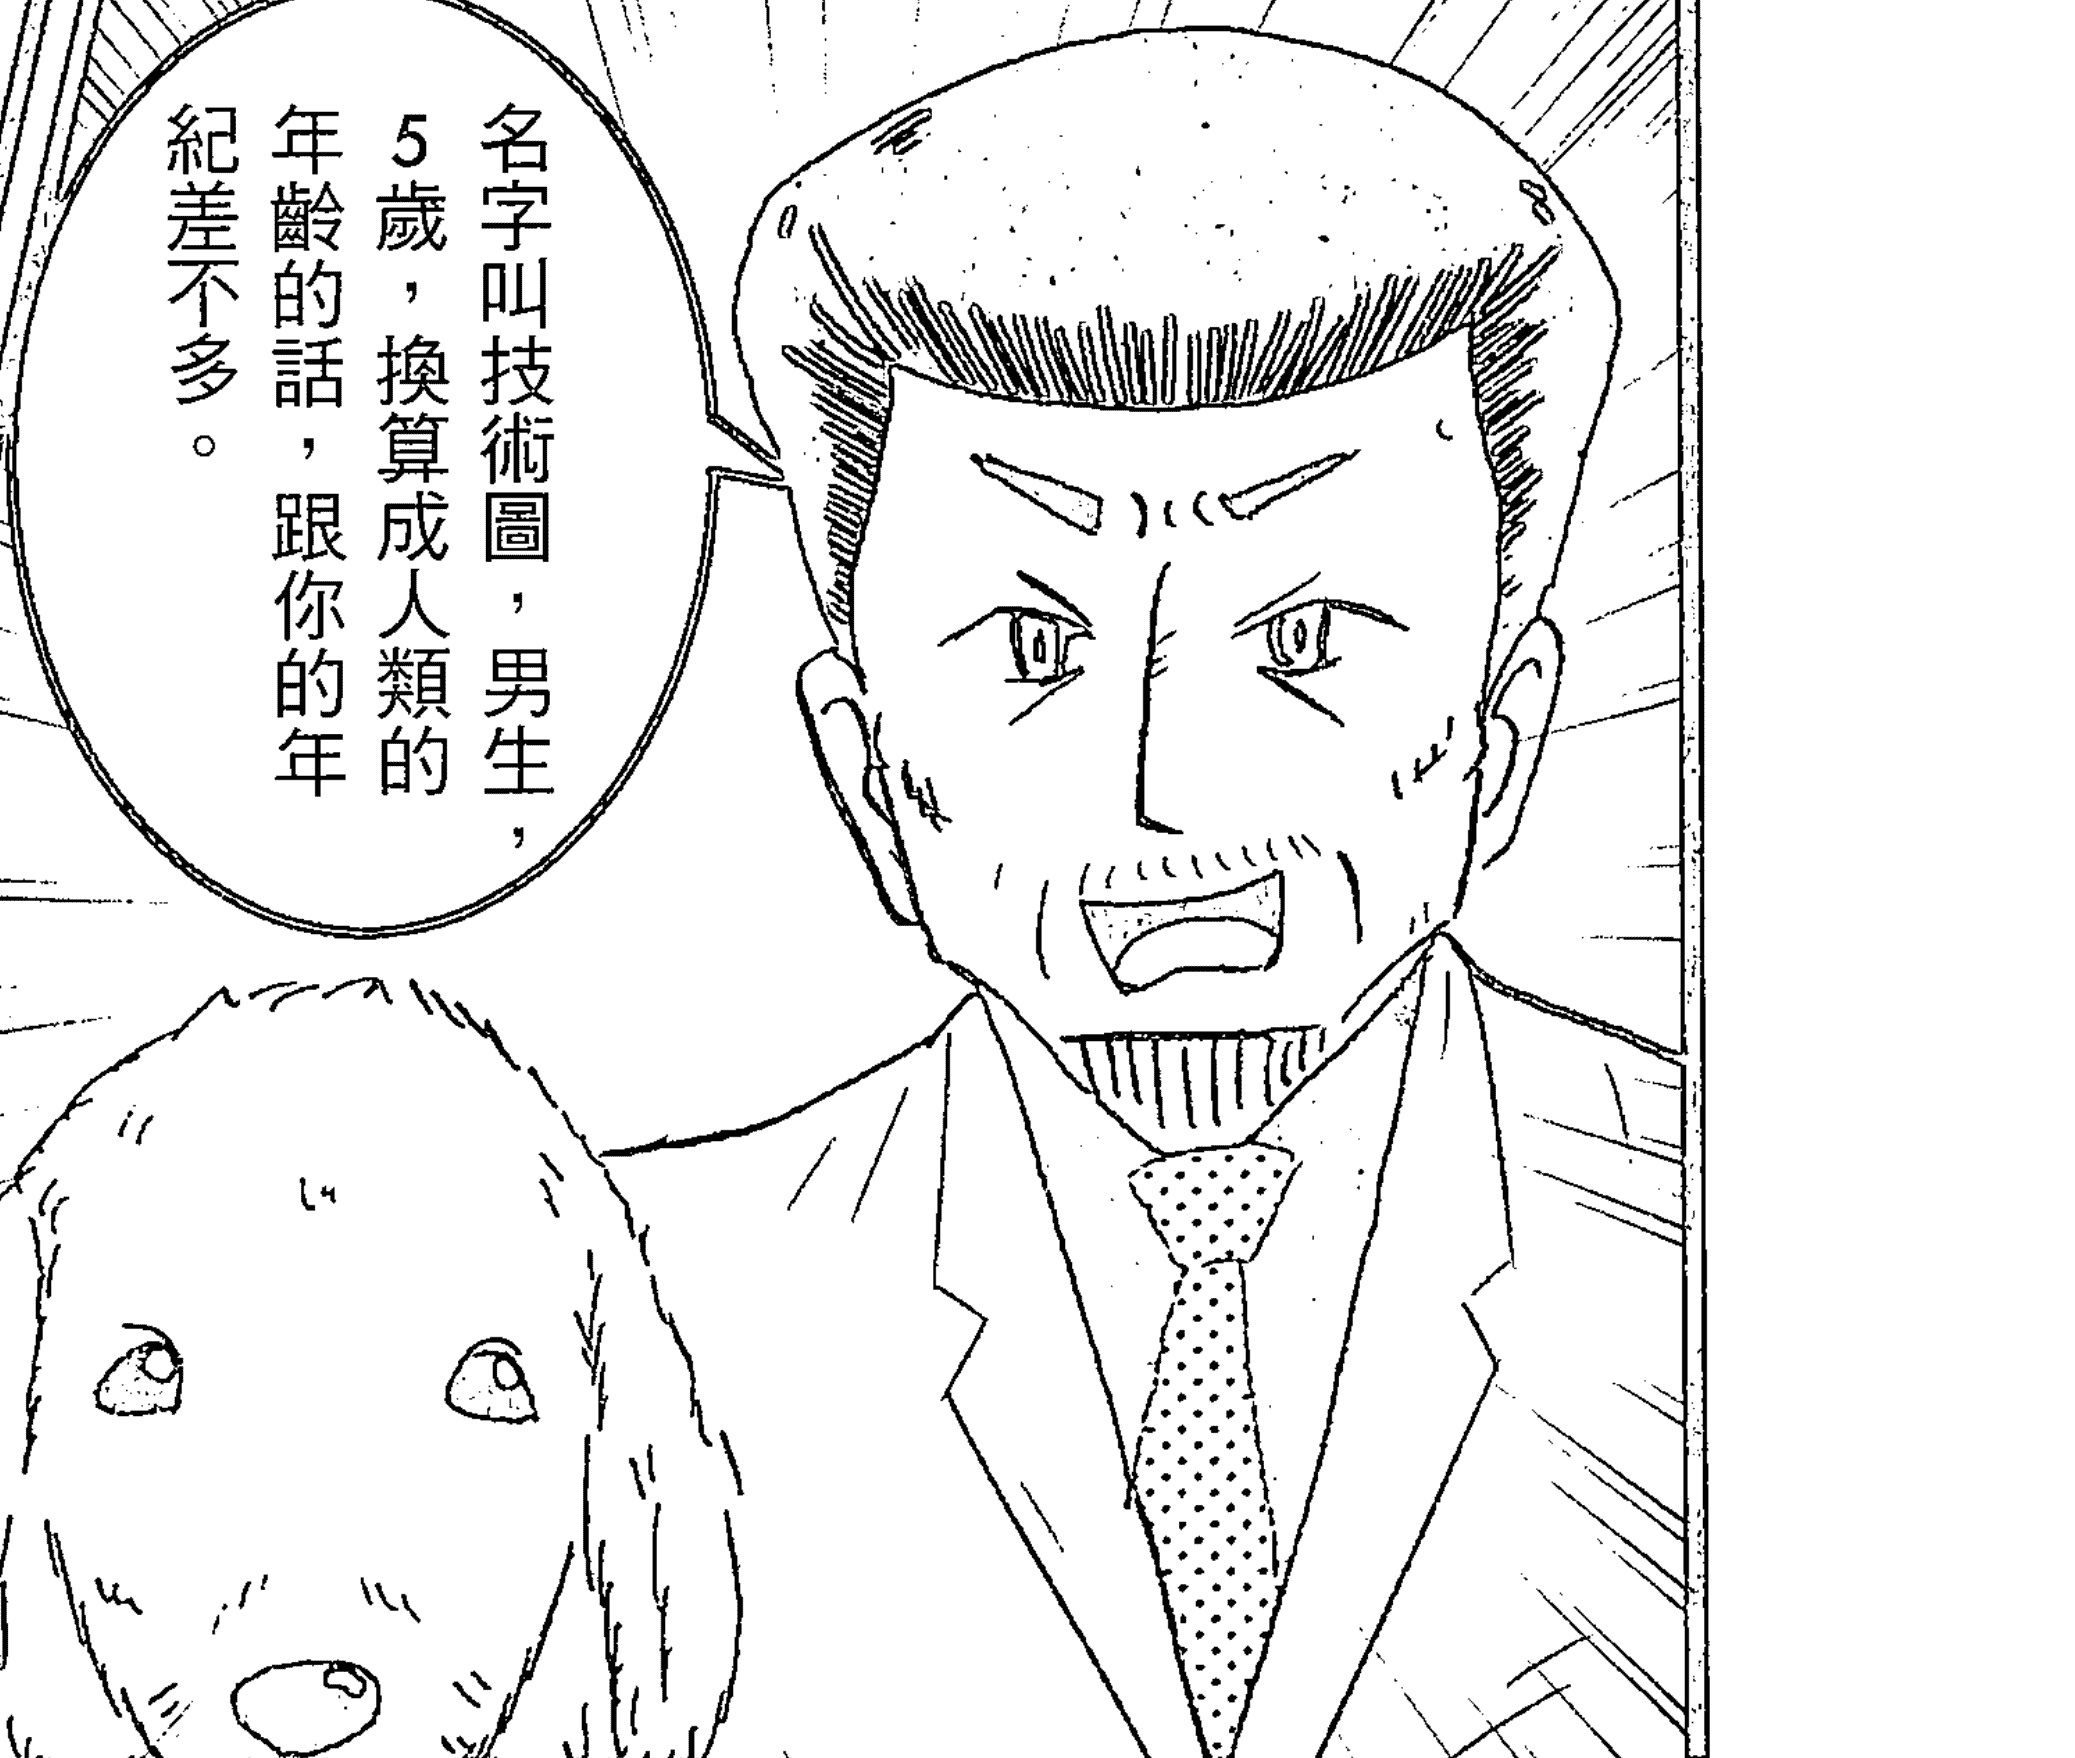 名字叫技術圖，男生，
5歲，換算成人類的
年齡的話，跟你的年
紀差不多。